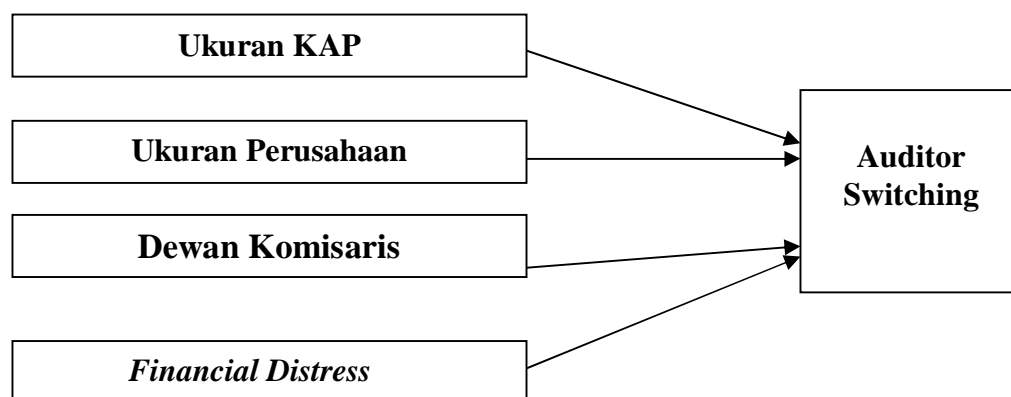 Ukuran KAP
Ukuran Perusahaan
Dewan Komisaris
Financial Distress
Auditor
Switching